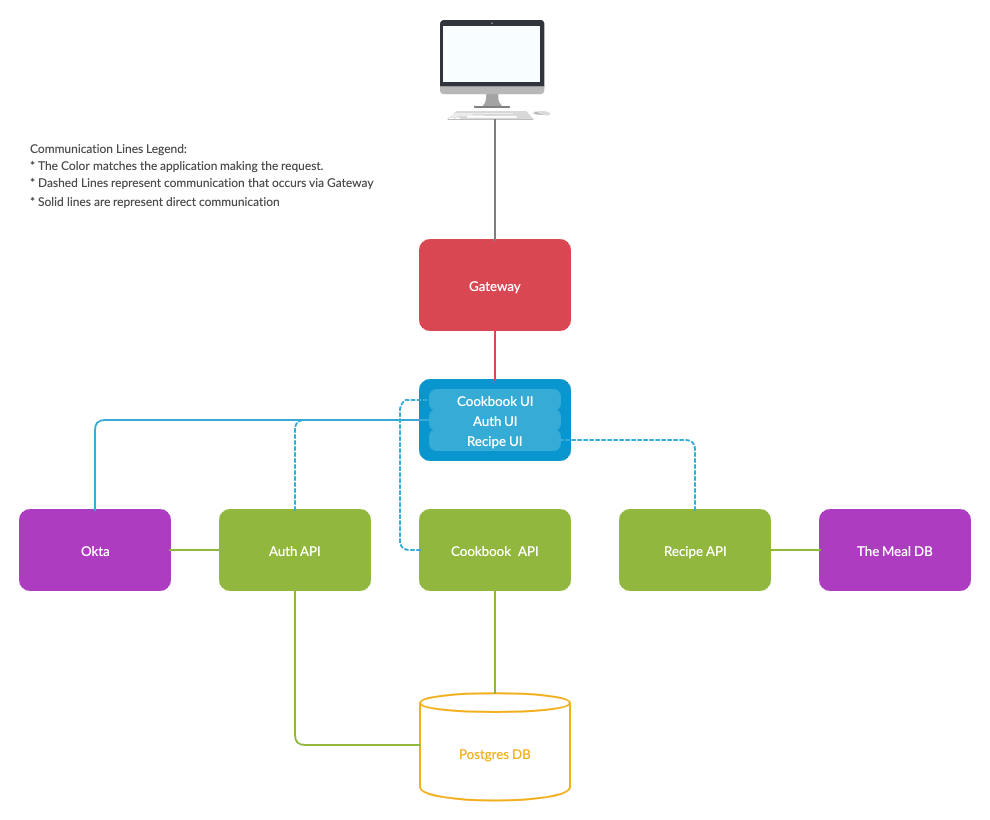 Communication Lines Legend:
* The Color matches the application making the request.
* Dashed Lines represent communication that occurs via Gateway
* Solid lines are represent direct communication
Gateway
Cookbook UI
Auth UI
Recipe UI
Okta
Auth API
Cookbook API
Recipe API
The Meal DB
Postgres DB